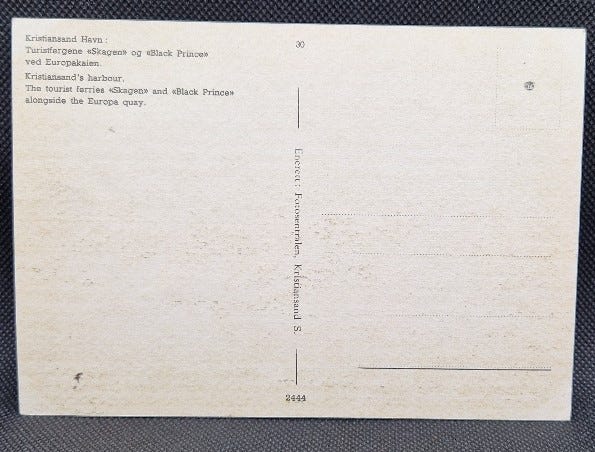 Kristiansand Havn:
Turistfergene «Skagen» og «Black Prince»
ved Europakaien.
Kristiansand's harbour.
The tourist ferries «Skagen» and «Black Prince»
alongside the Europa quay.
30
Enerett: Fotosentralen, Kristiansand S.
2444